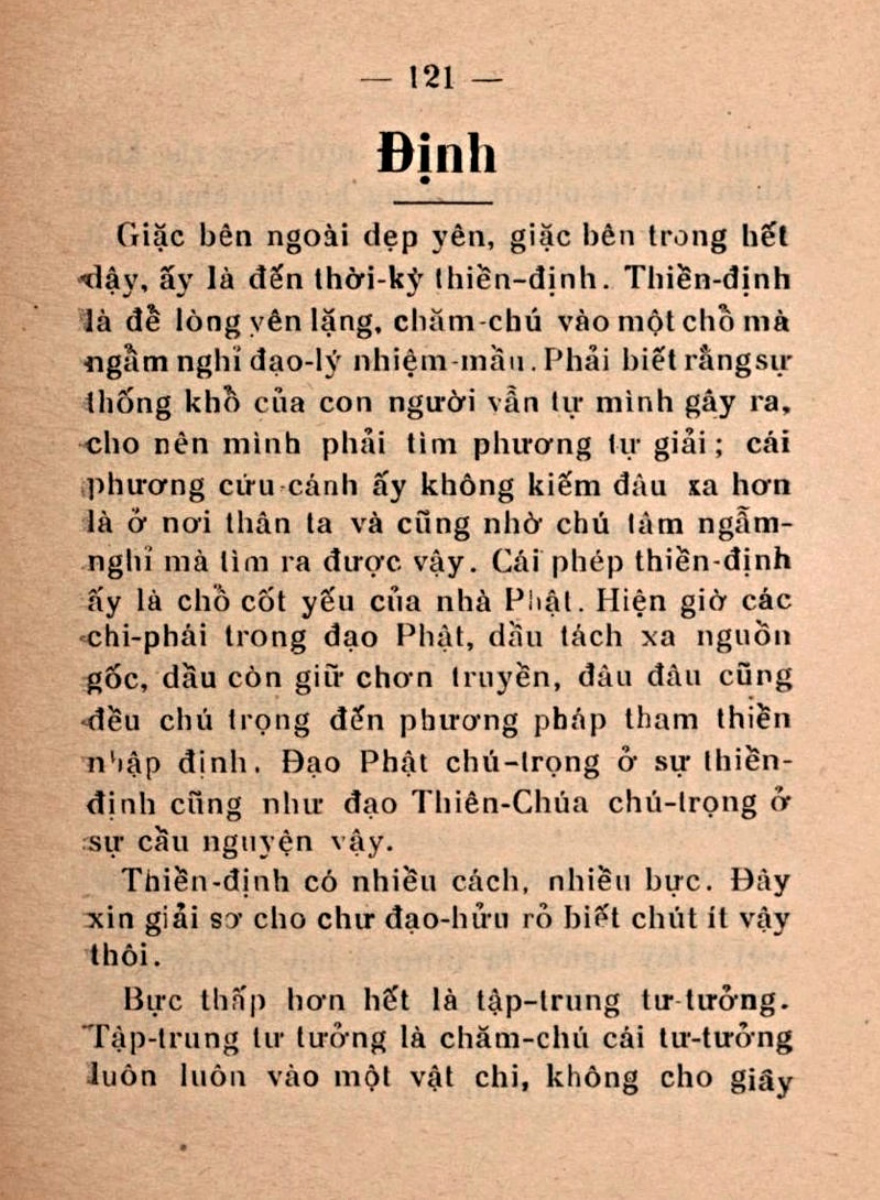 — 121 —
Định
Giặc bên ngoài dẹp yên, giặc bên trong hết
dậy, ấy là đến thời-kỳ thiền-định. Thiền-định
là để lòng yên lặng, chăm-chú vào một chỗ mà
ngẫm nghỉ đạo-lý nhiệm-mầu. Phải biết rằng sự
thống khổ của con người vẫn tự mình gây ra,
cho nên mình phải tìm phương tự giải ; cái
phương cứu-cánh ấy không kiếm đâu xa hơn
là ở nơi thân ta và cũng nhờ chú tâm ngẫm-
nghỉ mà tìm ra được vậy. Cái phép thiền-định
ấy là chỗ cốt yếu của nhà Phật. Hiện giờ các
chi-phái trong đạo Phật, dầu tách xa nguồn
gốc, dầu còn giữ chơn truyền, đâu đâu cũng
đều chú trọng đến phương pháp tham thiền
nhập định. Đạo Phật chú-trọng ở sự thiền-
định cũng như đạo Thiên-Chúa chú-trọng ở
sự cầu nguyện vậy.
Thiền-định có nhiều cách, nhiều bực. Đây
xin giải sơ cho chư đạo-hửu rỏ biết chút ít vậy
thôi.
Bực thấp hơn hết là tập-trung tư-tưởng.
Tập-trung tư tưởng là chăm-chú cái tư-tưởng
luôn luôn vào một vật chi, không cho giây